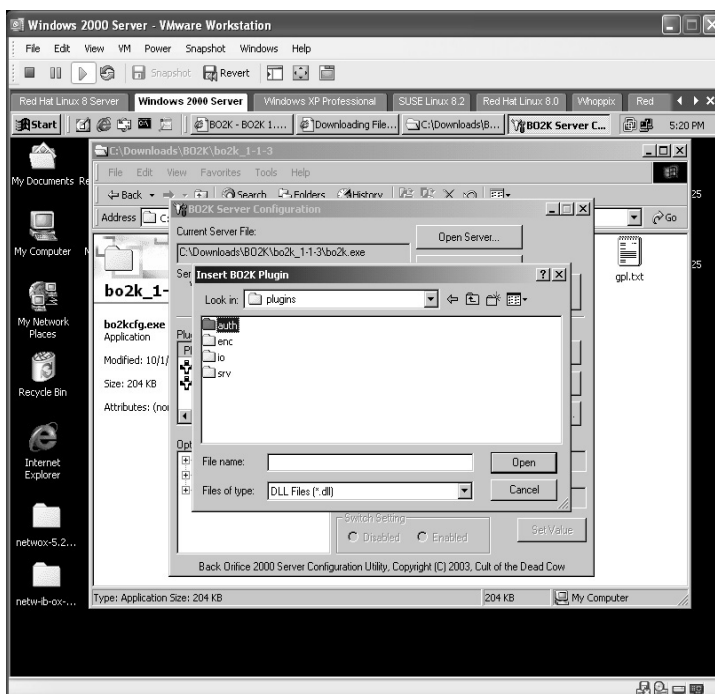 Windows 2000 Server - VMware Workstation
File Edit View VM Power Snapshot Windows Help
Snapshot Revert
Red Hat Linux 8 Server Windows 2000 Server Windows XP Professional SUSE Linux 8.2 Red Hat Linux 8.0 Whoppix Red
Start BO2K - BO2K 1.... Downloading File... C:\Downloads\B... BO2K Server C... 5:20 PM
C:\Downloads\BO2K\bo2k_1-1-3
My Documents Re
File Edit View Favorites Tools Help
Back Search Folders History
25
Address C: Go
BO2K Server Configuration
Current Server File:
Open Server...
C:\Downloads\BO2K\bo2k_1-1-3\bo2k.exe
My Computer N
25
gpl.txt
Ser
Insert BO2K Plugin
Look in: plugins
bo2k_1-
auth
enc
io
srv
My Network
Places
bo2kcfg.exe
Application
Plu
Modified: 10/1/
Size: 204 KB
Recycle Bin
Attributes: (nor
Opt
Internet
Explorer
File name: Open
Files of type: DLL Files (*.dll) Cancel
Switch Setting
Disabled Enabled Set Value
netwox-5.2...
Back Orifice 2000 Server Configuration Utility, Copyright (C) 2003, Cult of the Dead Cow
netw-ib-ox-...
Type: Application Size: 204 KB 204 KB My Computer